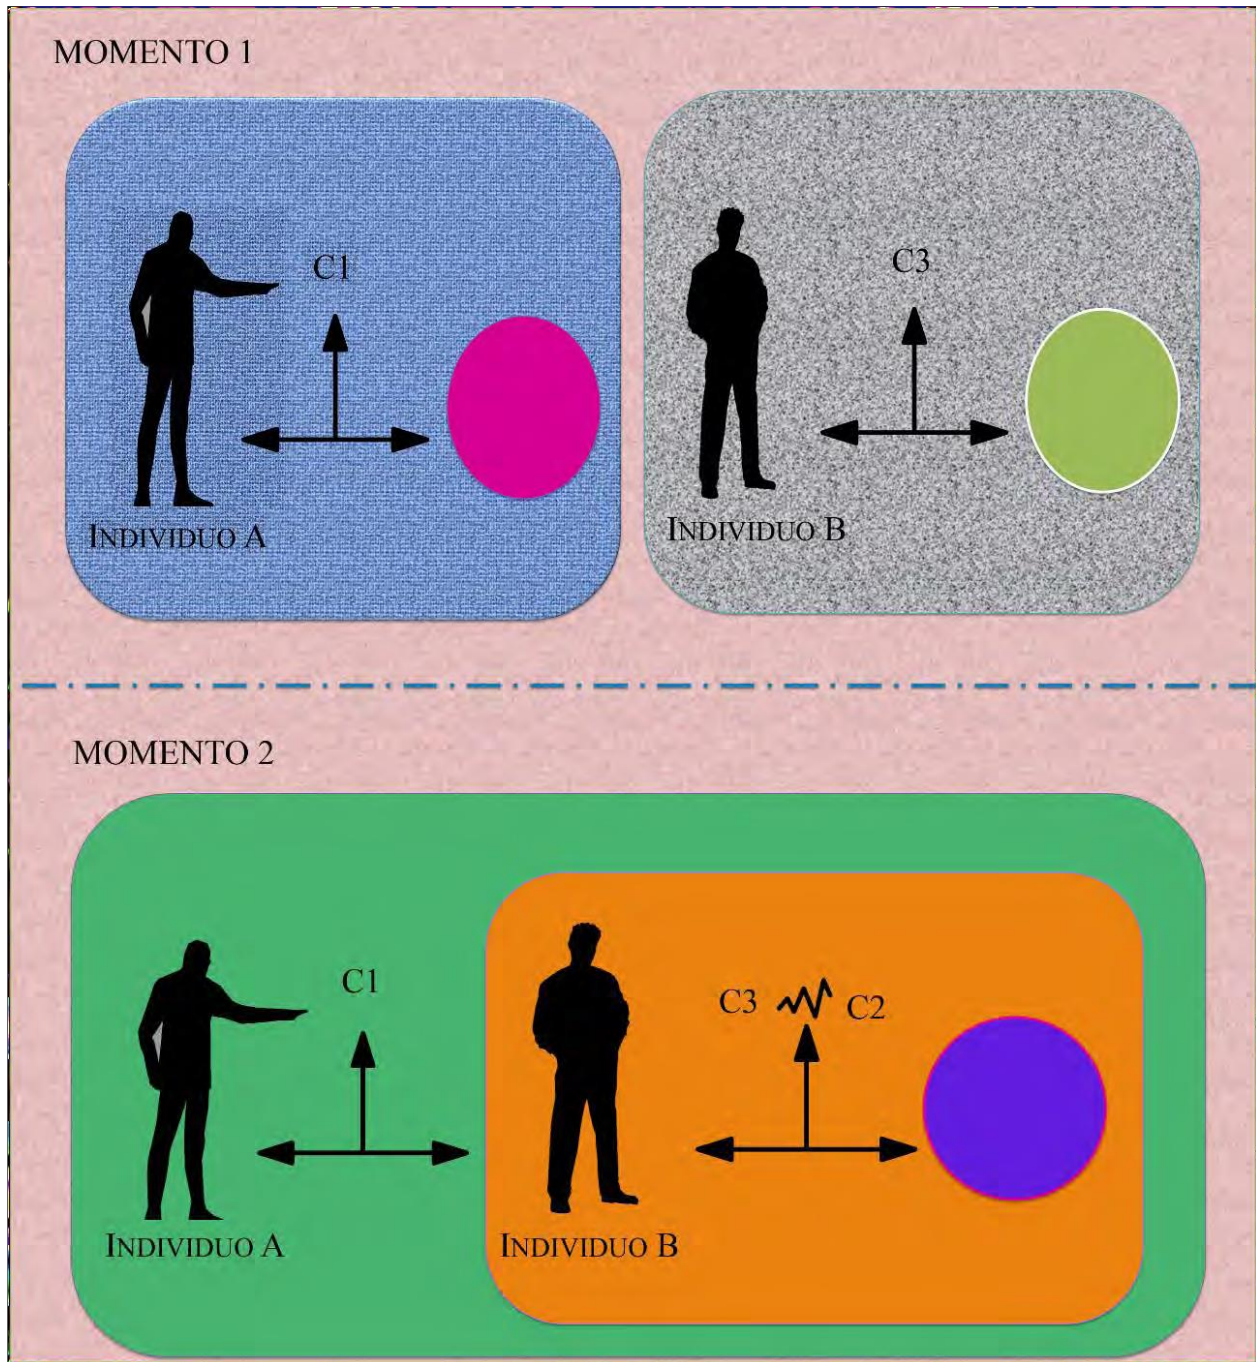 MOMENTO 1
C1
C3
INDIVIDUO A
INDIVIDUO B
MOMENTO 2
C1
C3 C2
INDIVIDUO A
INDIVIDUO B